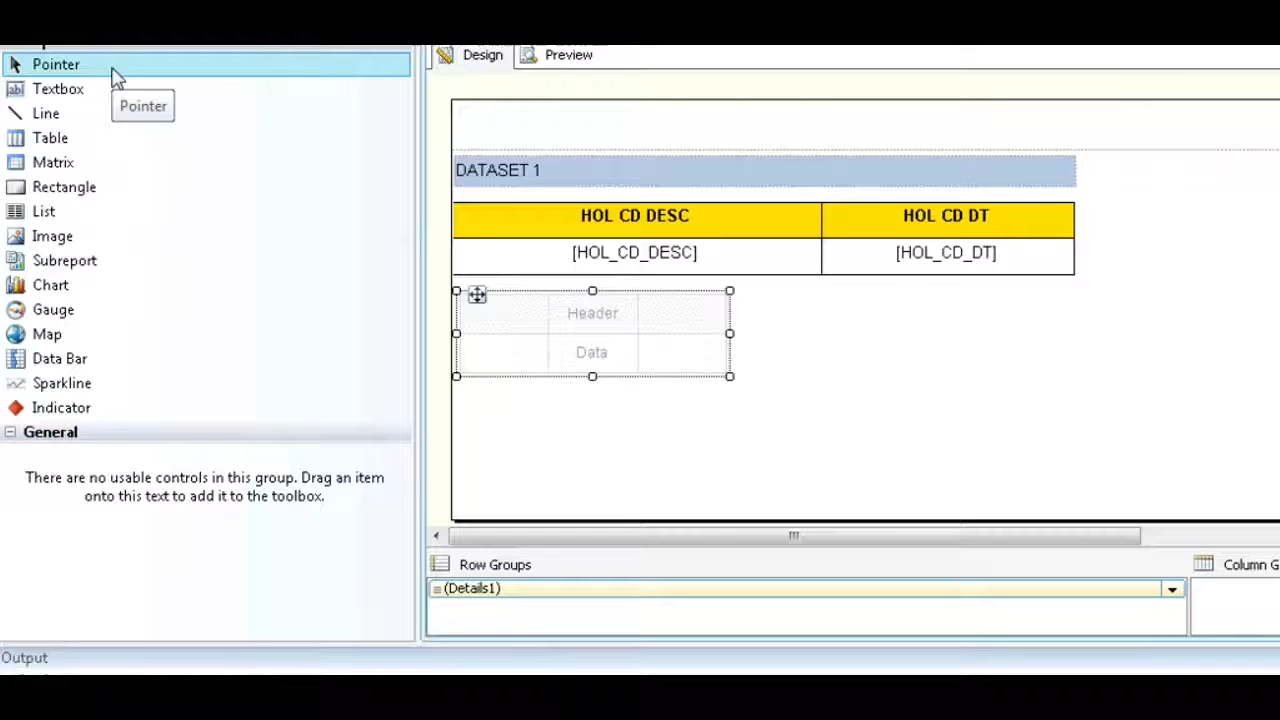 Pointer
Textbox
Pointer
Line
Table
Matrix
Rectangle
List
Image
Subreport
Chart
Gauge
Map
Data Bar
Sparkline
Indicator
General
There are no usable controls in this group. Drag an item
onto this text to add it to the toolbox.
Design
Preview
DATASET 1
HOL CD DESC
HOL CD DT
[HOL_CD_DESC]
[HOL_CD_DT]
Header
Data
Row Groups
Column G
(Details1)
Output